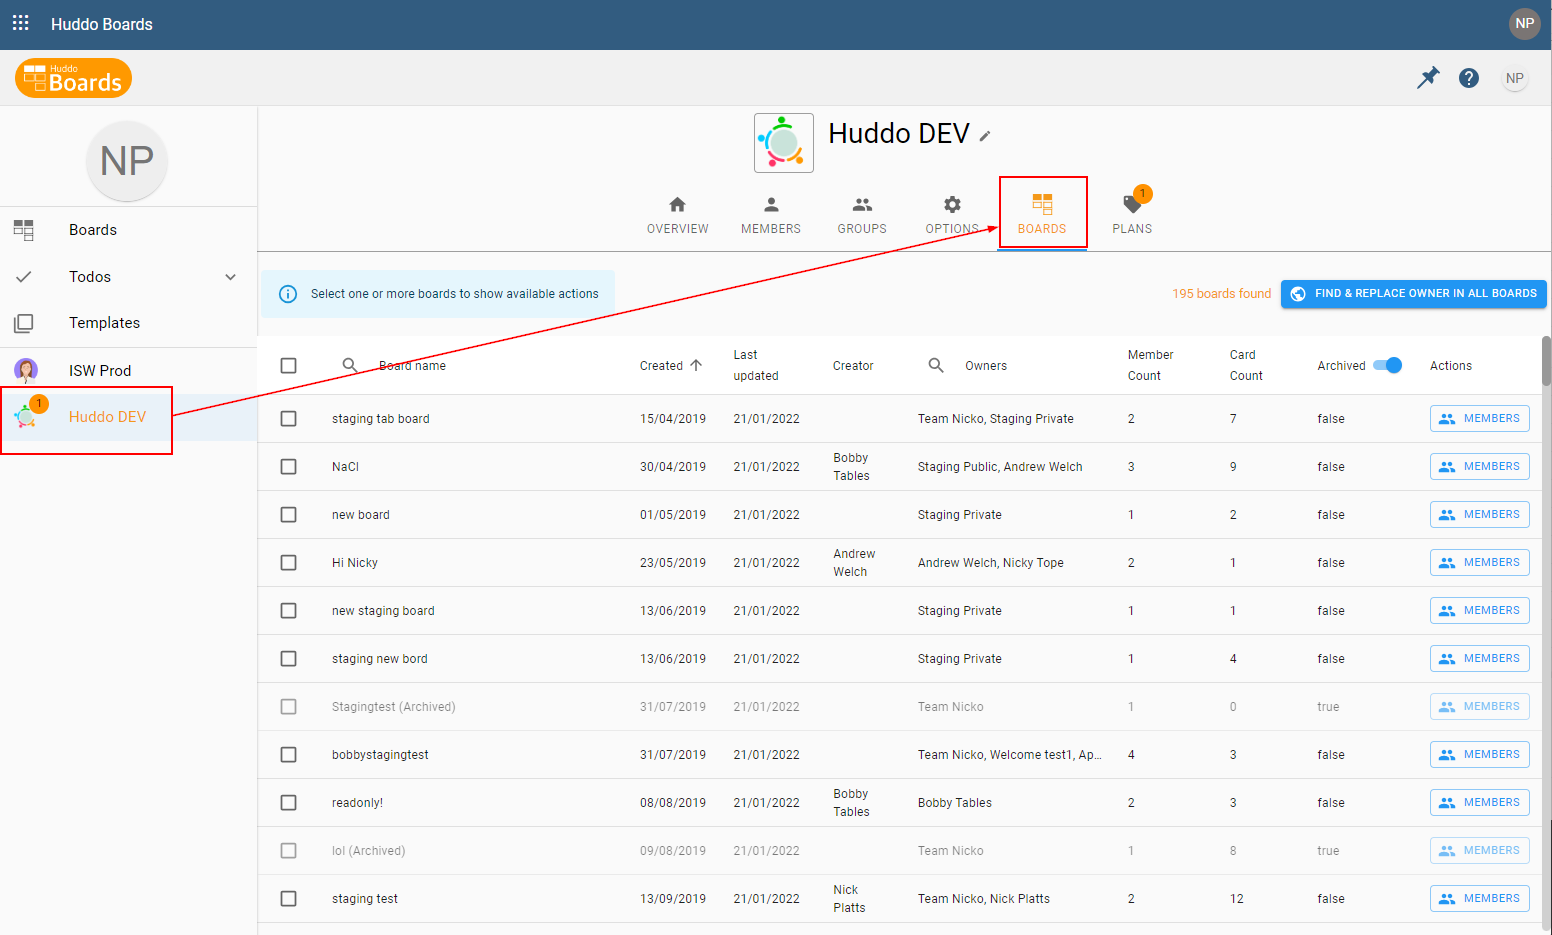 Huddo Boards
NP
Huddo
Boards
NP
NP
Huddo DEV
1
OVERVIEW MEMBERS GROUPS OPTIONS BOARDS PLANS
Boards
Todos
Templates
ISW Prod
1
Huddo DEV
Select one or more boards to show available actions
195 boards found
FIND & REPLACE OWNER IN ALL BOARDS
Board name Created Last updated Creator Owners Member Count Card Count Archived Actions
staging tab board 15/04/2019 21/01/2022 Team Nicko, Staging Private 2 7 false MEMBERS
NaCl 30/04/2019 21/01/2022 Bobby Tables Staging Public, Andrew Welch 3 9 false MEMBERS
new board 01/05/2019 21/01/2022 Staging Private 1 2 false MEMBERS
Hi Nicky 23/05/2019 21/01/2022 Andrew Welch Andrew Welch, Nicky Tope 2 1 false MEMBERS
new staging board 13/06/2019 21/01/2022 Staging Private 1 1 false MEMBERS
staging new bord 13/06/2019 21/01/2022 Staging Private 1 4 false MEMBERS
Stagingtest (Archived) 31/07/2019 21/01/2022 Team Nicko 1 0 true MEMBERS
bobbystagingtest 31/07/2019 21/01/2022 Team Nicko, Welcome test1, Ap... 4 3 false MEMBERS
readonly! 08/08/2019 21/01/2022 Bobby Tables Bobby Tables 2 3 false MEMBERS
lol (Archived) 09/08/2019 21/01/2022 Team Nicko 1 8 true MEMBERS
staging test 13/09/2019 21/01/2022 Nick Platts Team Nicko, Nick Platts 2 12 false MEMBERS